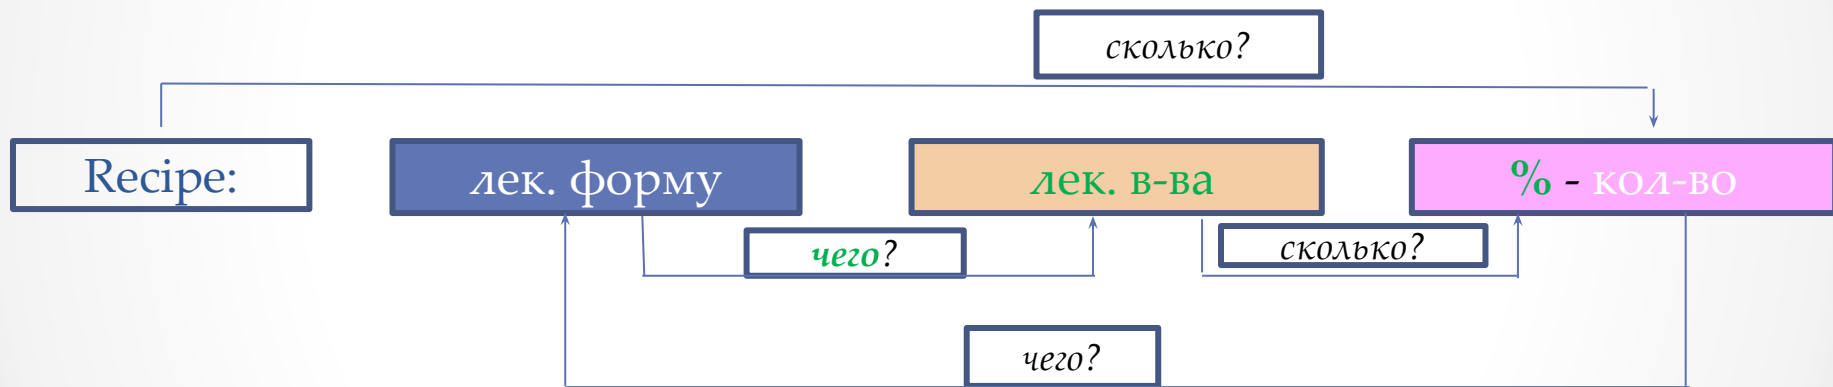 сколько?
Recipe:
лек. форму
лек. в-ва
% - кол-во
чего?
сколько?
чего?